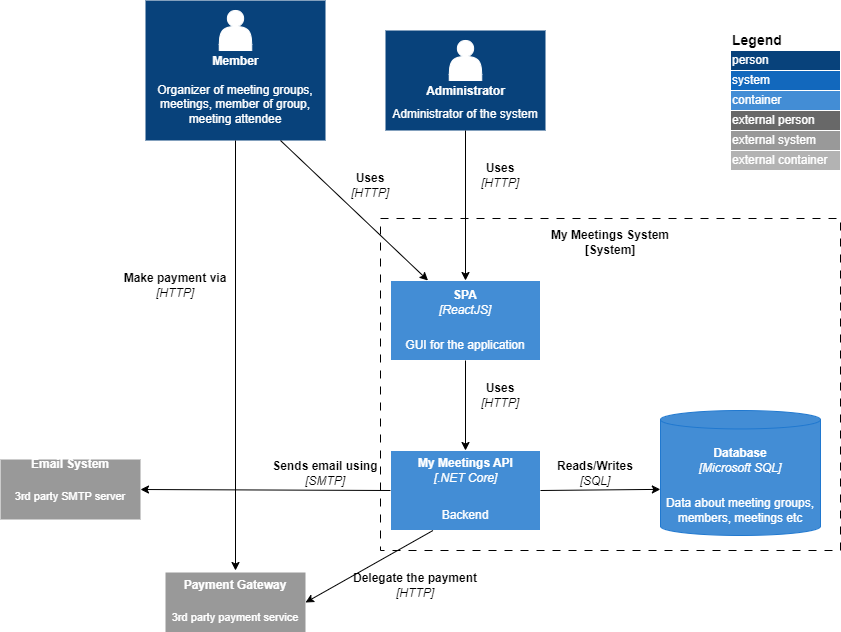 Member
Organizer of meeting groups,
meetings, member of group,
meeting attendee
Administrator
Administrator of the system
Legend
person
system
container
external person
external system
external container
Uses
[HTTP]
Uses
[HTTP]
My Meetings System
[System]
Make payment via
[HTTP]
SPA
[ReactJS]
GUI for the application
Uses
[HTTP]
Email System
3rd party SMTP server
Sends email using
[SMTP]
My Meetings API
[.NET Core]
Backend
Reads/Writes
[SQL]
Database
[Microsoft SQL]
Data about meeting groups,
members, meetings etc
Delegate the payment
[HTTP]
Payment Gateway
3rd party payment service